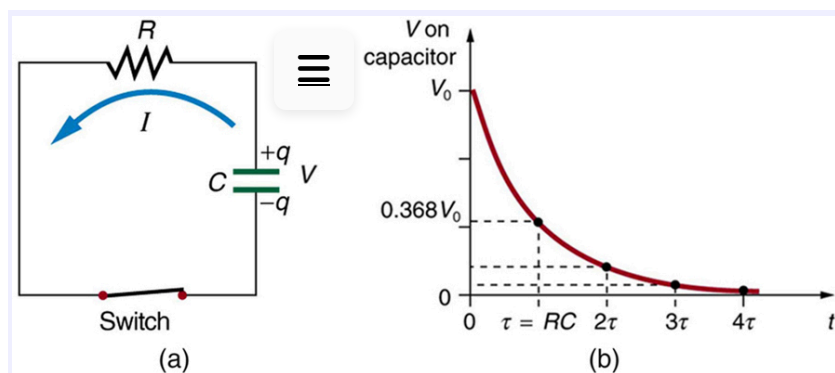 R
I
+q
C
V
−q
Switch
(a)
V on
capacitor
V₀
0.368V₀
0
0 τ = RC 2τ 3τ 4τ t
(b)